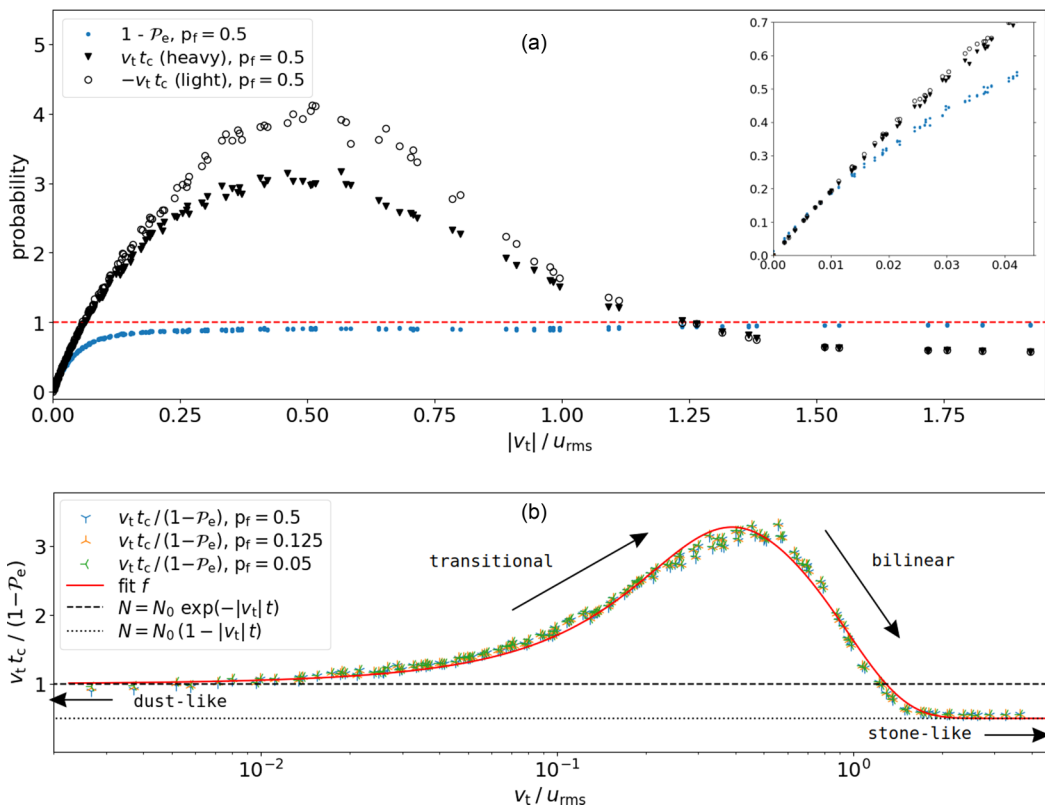 (a)
1 - 𝒫e, pf = 0.5
vt tc (heavy), pf = 0.5
−vt tc (light), pf = 0.5
5
4
3
2
1
0
probability
0.7
0.6
0.5
0.4
0.3
0.2
0.1
0.0
0.00 0.01 0.02 0.03 0.04
0.00 0.25 0.50 0.75 1.00 1.25 1.50 1.75
|vt| / urms
(b)
vt tc / (1−𝒫e), pf = 0.5
vt tc / (1−𝒫e), pf = 0.125
vt tc / (1−𝒫e), pf = 0.05
fit f
N = N0 exp(−|vt| t)
N = N0 (1 − |vt| t)
transitional
bilinear
dust-like
stone-like
3
2
1
vt tc / (1−𝒫e)
10−2 10−1 100
vt / urms